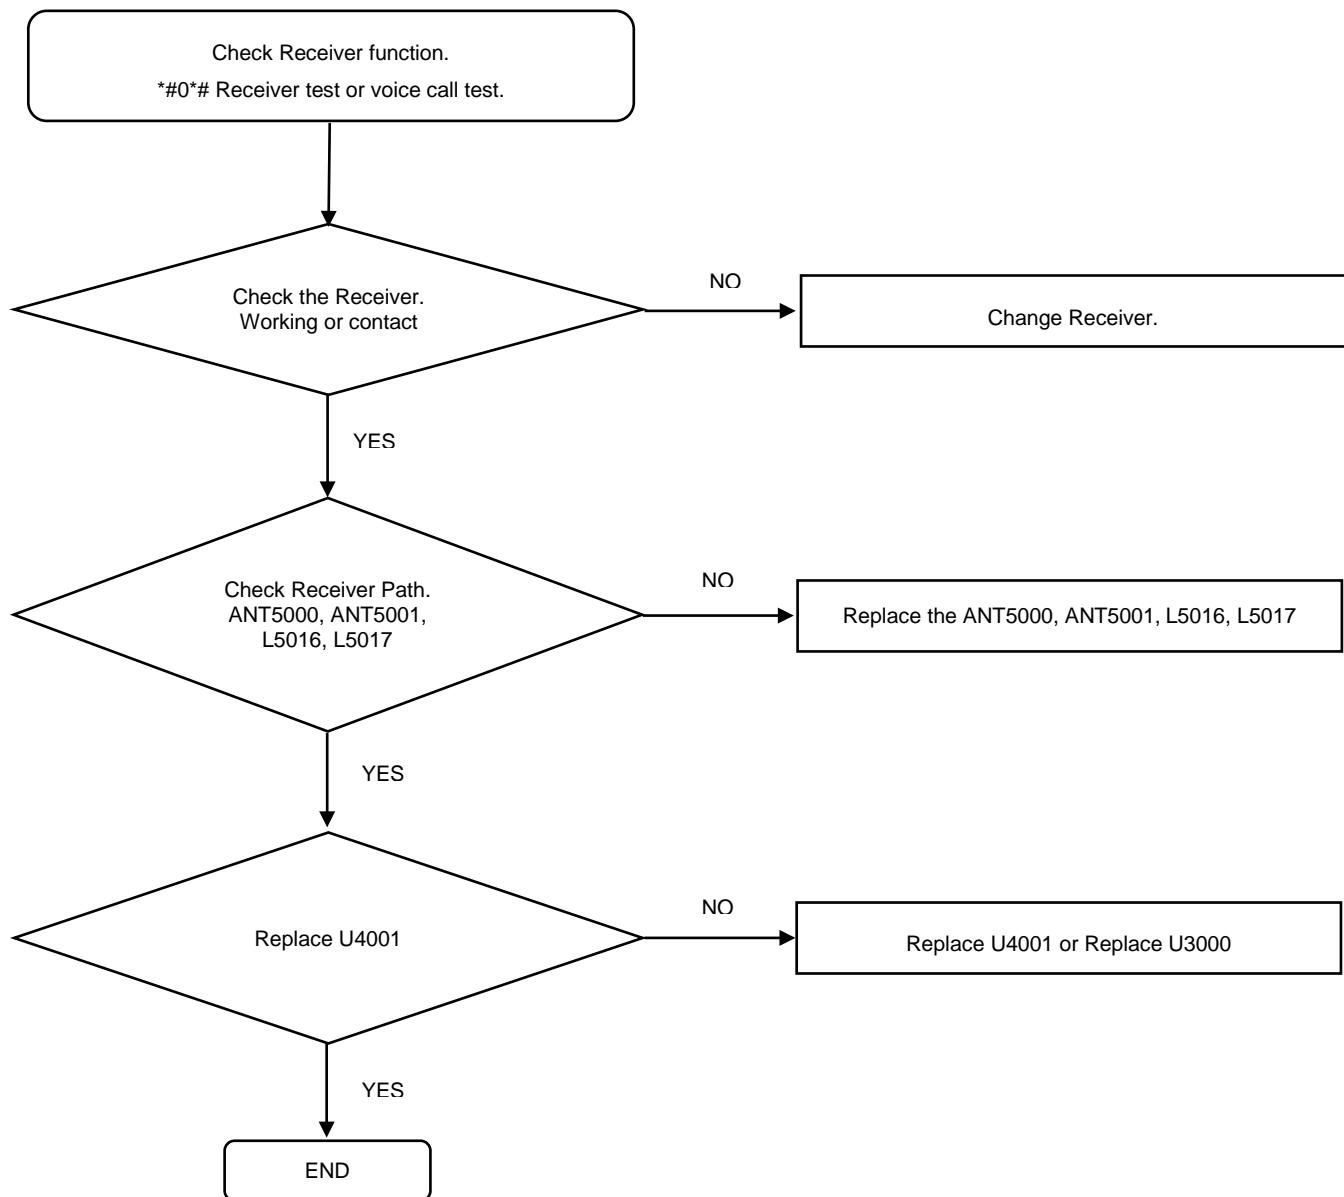 Check Receiver function.
*#0*# Receiver test or voice call test.
Check the Receiver.
Working or contact
NO
Change Receiver.
YES
Check Receiver Path.
ANT5000, ANT5001,
L5016, L5017
NO
Replace the ANT5000, ANT5001, L5016, L5017
YES
Replace U4001
NO
Replace U4001 or Replace U3000
YES
END